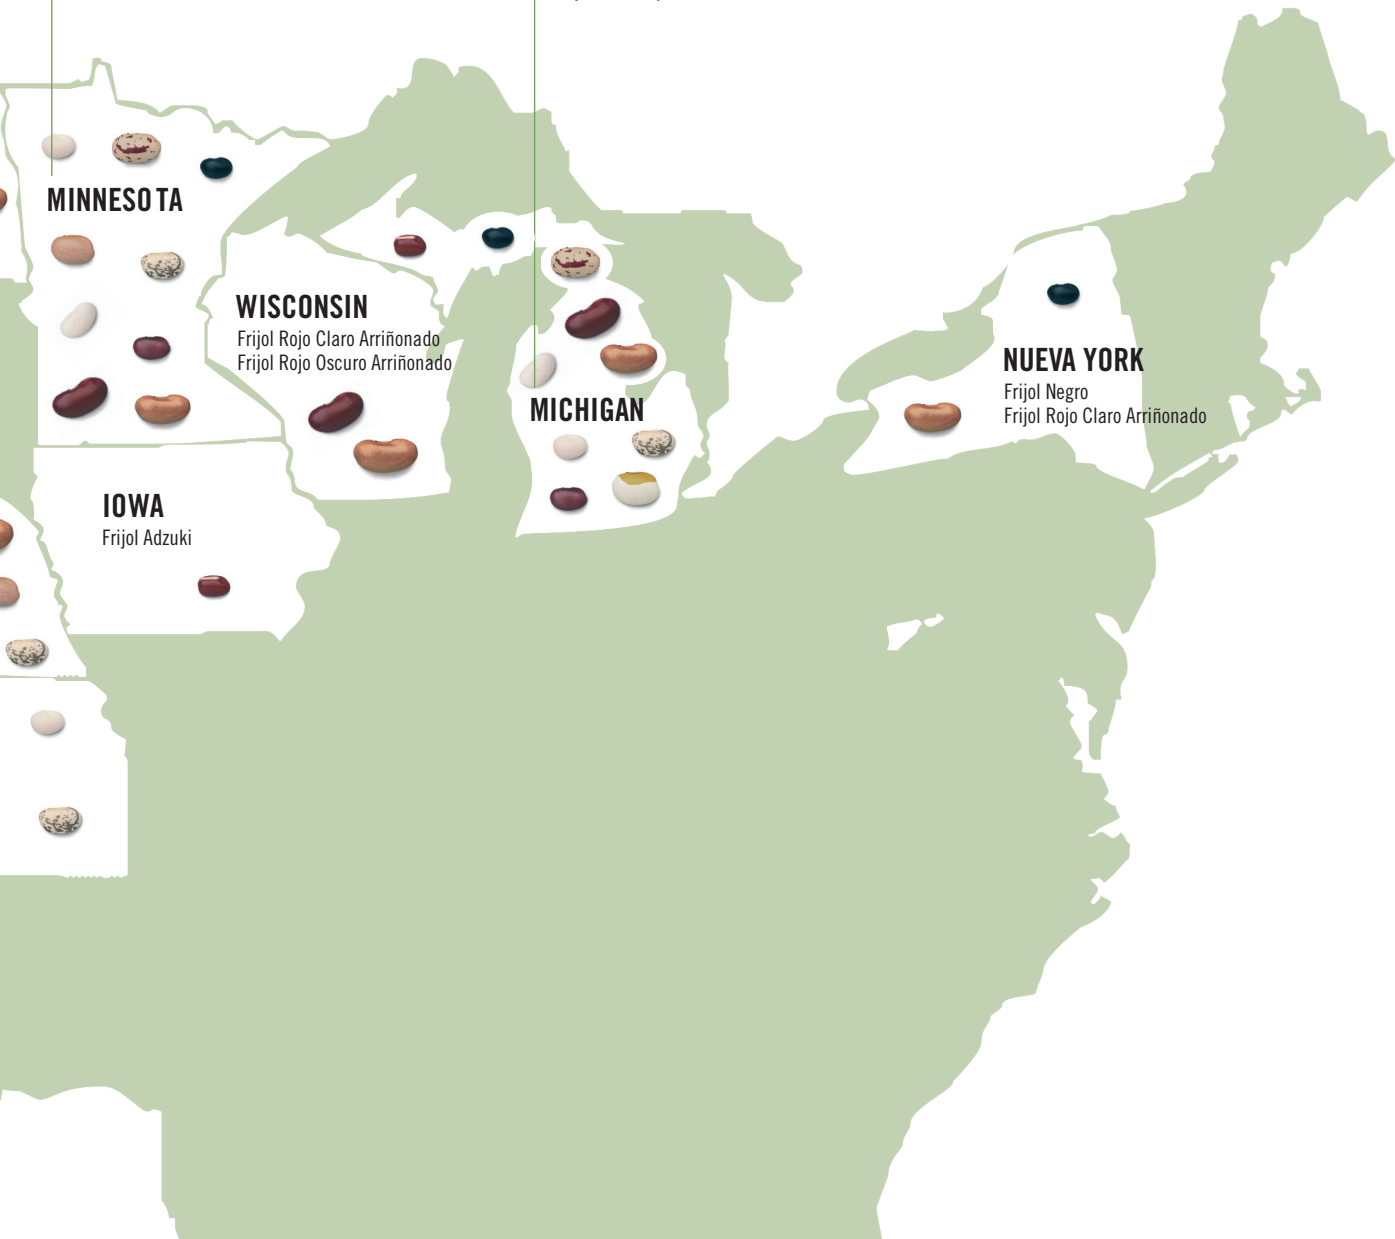 MINNESOTA
WISCONSIN
Frijol Rojo Claro Arriñonado
Frijol Rojo Oscuro Arriñonado
MICHIGAN
NUEVA YORK
Frijol Negro
Frijol Rojo Claro Arriñonado
IOWA
Frijol Adzuki